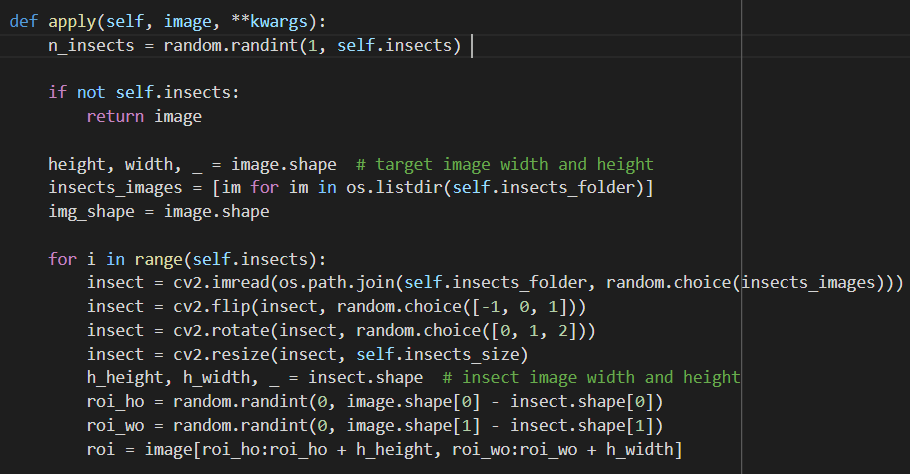 def apply(self, image, **kwargs):
    n_insects = random.randint(1, self.insects)

    if not self.insects:
        return image

    height, width, _ = image.shape  # target image width and height
    insects_images = [im for im in os.listdir(self.insects_folder)]
    img_shape = image.shape

    for i in range(self.insects):
        insect = cv2.imread(os.path.join(self.insects_folder, random.choice(insects_images)))
        insect = cv2.flip(insect, random.choice([-1, 0, 1]))
        insect = cv2.rotate(insect, random.choice([0, 1, 2]))
        insect = cv2.resize(insect, self.insects_size)
        h_height, h_width, _ = insect.shape  # insect image width and height
        roi_ho = random.randint(0, image.shape[0] - insect.shape[0])
        roi_wo = random.randint(0, image.shape[1] - insect.shape[1])
        roi = image[roi_ho:roi_ho + h_height, roi_wo:roi_wo + h_width]